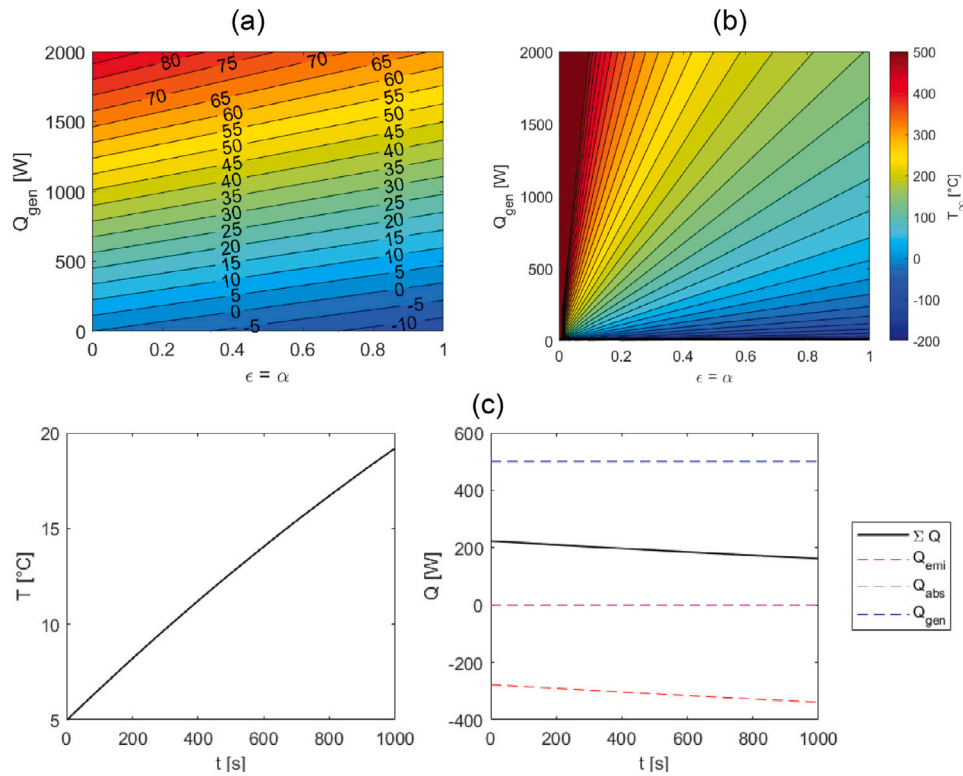 (a)
80 75 70 65
70 65 60
60 55
55 50
50 45
45 40
40 35
35 30
30 25
25 20
20 15
15 10
10 5
5 0
0 -5
-5 -10
2000
1500
1000
500
0
Q_gen [W]
0 0.2 0.4 0.6 0.8 1
ϵ = α
(b)
2000
1500
1000
500
0
Q_gen [W]
0 0.2 0.4 0.6 0.8 1
ϵ = α
500
400
300
200
100
0
-100
-200
T_∞ [°C]
(c)
20
15
10
5
T [°C]
0 200 400 600 800 1000
t [s]
600
400
200
0
-200
-400
Q [W]
0 200 400 600 800 1000
t [s]
Σ Q
Q_emi
Q_abs
Q_gen